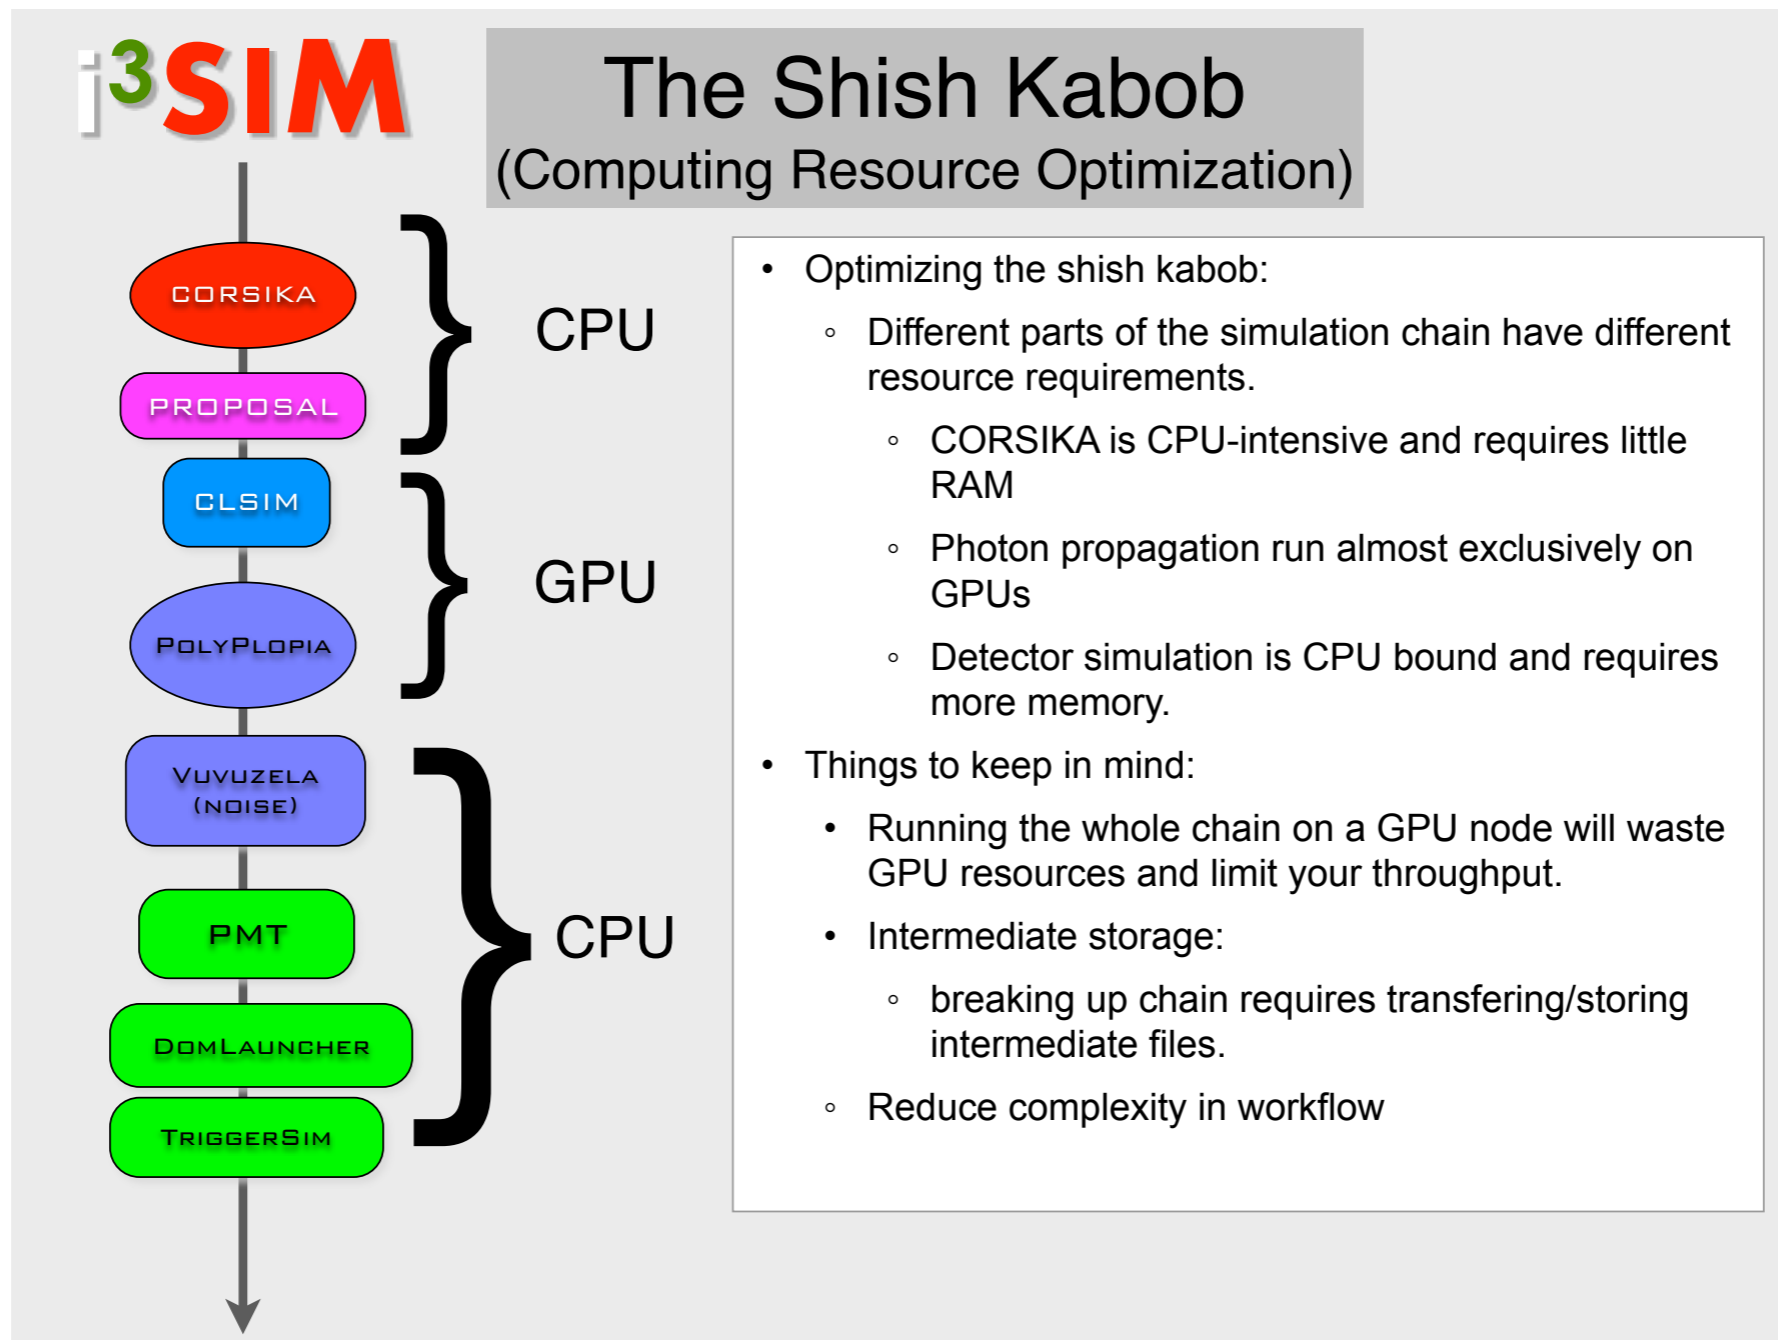 i3SIM
The Shish Kabob
(Computing Resource Optimization)
CORSIKA
PROPOSAL
CLSIM
PolyPlopia
Vuvuzela
(noise)
PMT
DomLauncher
TriggerSim
CPU
GPU
CPU
• Optimizing the shish kabob:
◦ Different parts of the simulation chain have different
resource requirements.
◦ CORSIKA is CPU-intensive and requires little
RAM
◦ Photon propagation run almost exclusively on
GPUs
◦ Detector simulation is CPU bound and requires
more memory.
• Things to keep in mind:
• Running the whole chain on a GPU node will waste
GPU resources and limit your throughput.
• Intermediate storage:
◦ breaking up chain requires transfering/storing
intermediate files.
◦ Reduce complexity in workflow